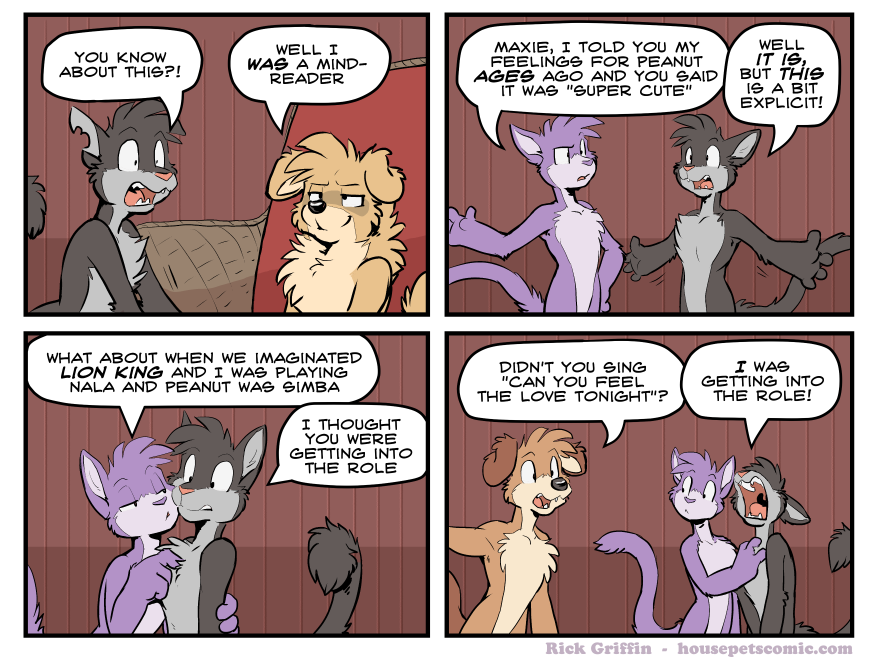 YOU KNOW
ABOUT THIS?!
WELL I
WAS A MIND-
READER
MAXIE, I TOLD YOU MY
FEELINGS FOR PEANUT
AGES AGO AND YOU SAID
IT WAS "SUPER CUTE"
WELL
IT IS,
BUT THIS
IS A BIT
EXPLICIT!
WHAT ABOUT WHEN WE IMAGINATED
LION KING AND I WAS PLAYING
NALA AND PEANUT WAS SIMBA
I THOUGHT
YOU WERE
GETTING INTO
THE ROLE
DIDN'T YOU SING
"CAN YOU FEEL
THE LOVE TONIGHT"?
I WAS
GETTING INTO
THE ROLE!
Rick Griffin - housepetscomic.com